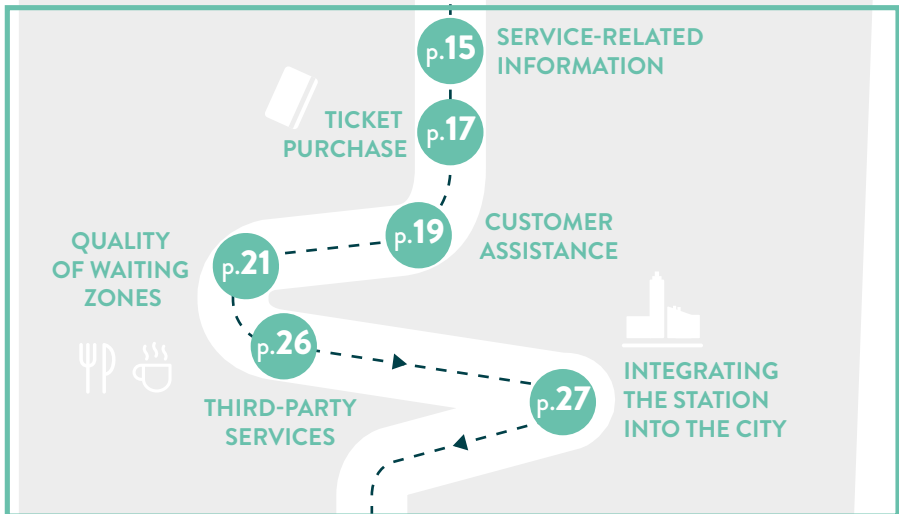 p.15
SERVICE-RELATED
INFORMATION
p.17
TICKET
PURCHASE
p.19
CUSTOMER
ASSISTANCE
p.21
QUALITY
OF WAITING
ZONES
p.26
THIRD-PARTY
SERVICES
p.27
INTEGRATING
THE STATION
INTO THE CITY